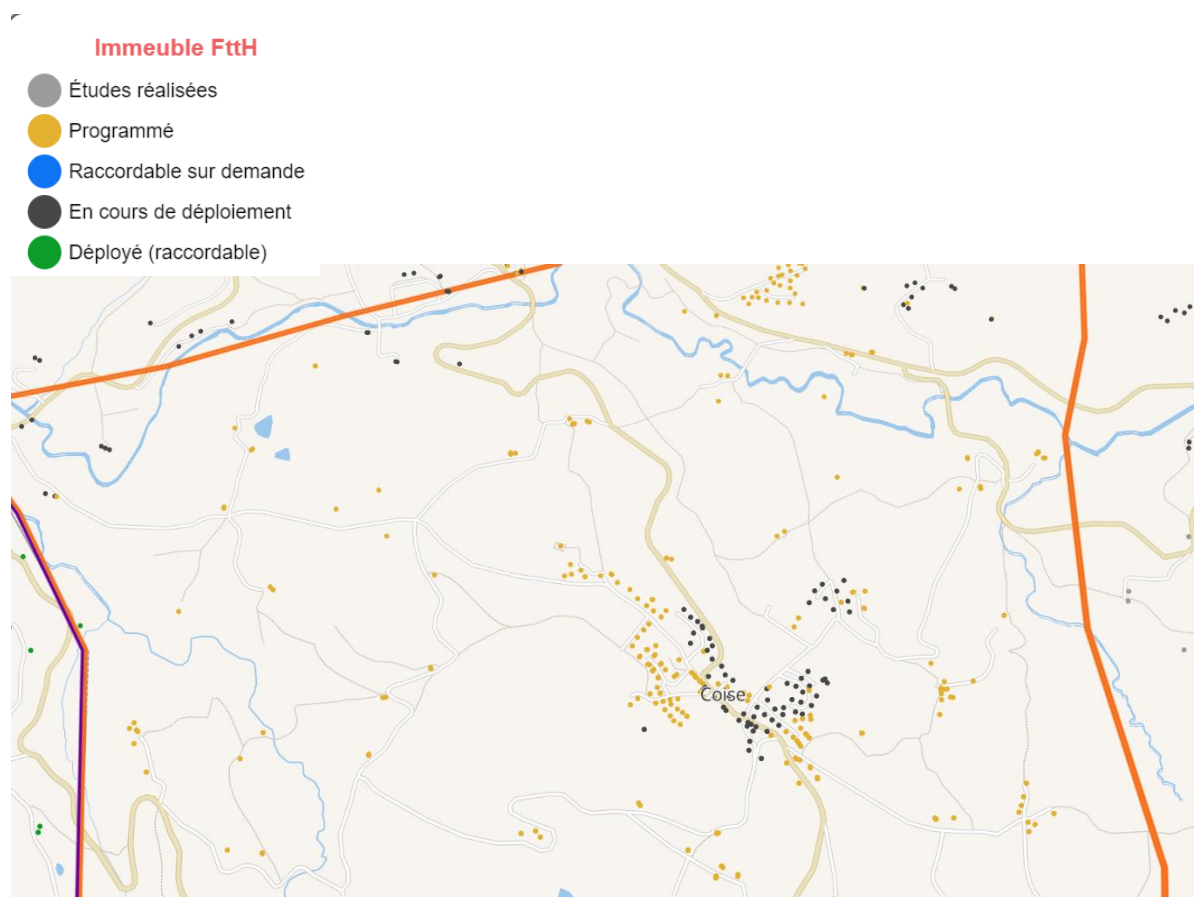 Immeuble FttH
Études réalisées
Programmé
Raccordable sur demande
En cours de déploiement
Déployé (raccordable)
Coise